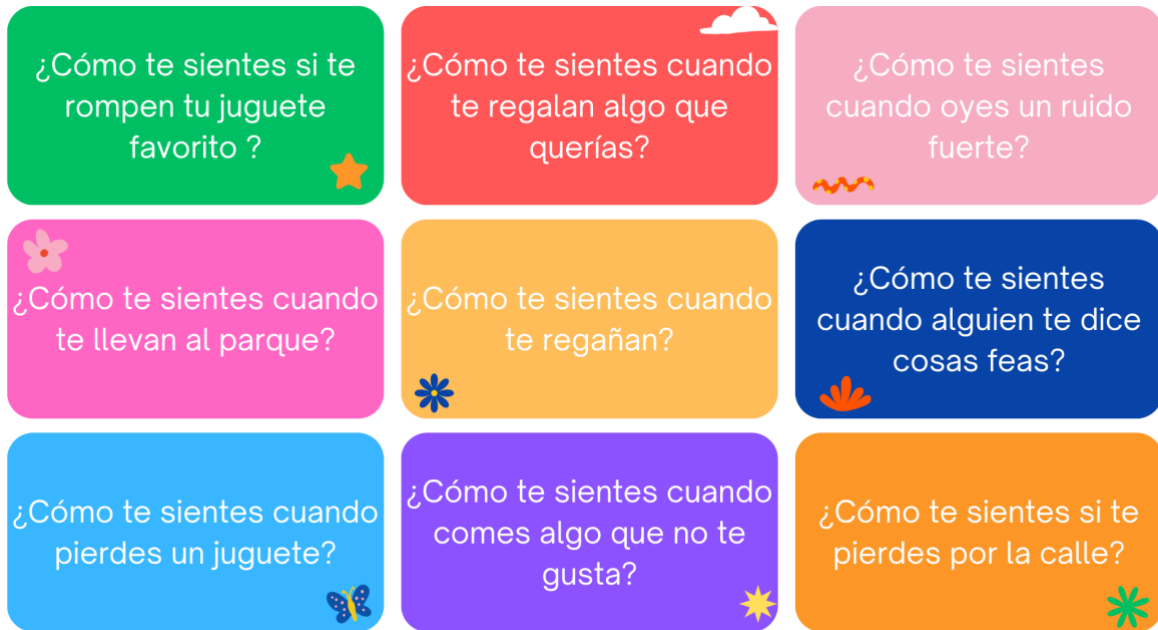 ¿Cómo te sientes si te
rompen tu juguete
favorito ?
¿Cómo te sientes cuando
te regalan algo que
querías?
¿Cómo te sientes
cuando oyes un ruido
fuerte?
¿Cómo te sientes cuando
te llevan al parque?
¿Cómo te sientes cuando
te regañan?
¿Cómo te sientes
cuando alguien te dice
cosas feas?
¿Cómo te sientes cuando
pierdes un juguete?
¿Cómo te sientes cuando
comes algo que no te
gusta?
¿Cómo te sientes si te
pierdes por la calle?